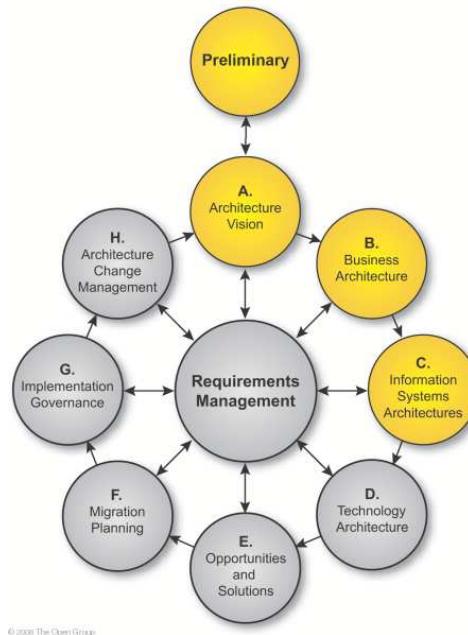 Preliminary
A.
Architecture
Vision
B.
Business
Architecture
C.
Information
Systems
Architectures
D.
Technology
Architecture
E.
Opportunities
and
Solutions
F.
Migration
Planning
G.
Implementation
Governance
H.
Architecture
Change
Management
Requirements
Management
© 2008 The Open Group